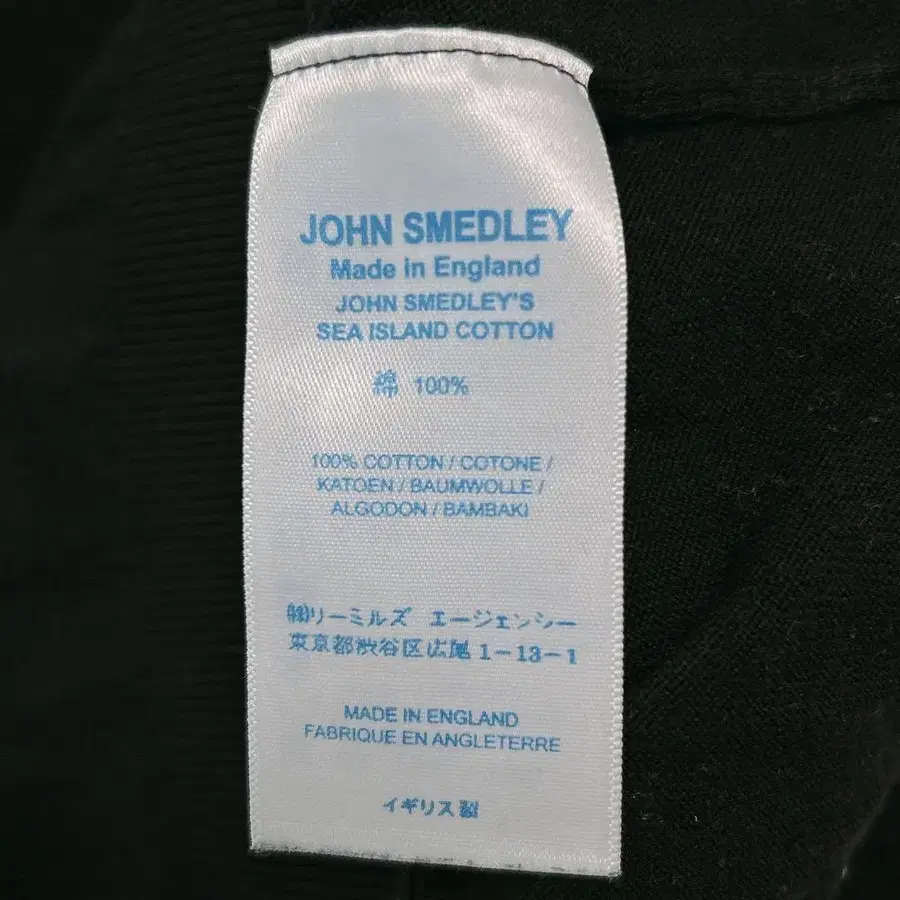 JOHN SMEDLEY
Made in England
JOHN SMEDLEY'S
SEA ISLAND COTTON
綿 100%
100% COTTON / COTONE /
KATOEN / BAUMWOLLE /
ALGODON / BAMBAKI
㈱リーミルズ エージェンシー
東京都渋谷区広尾 1-13-1
MADE IN ENGLAND
FABRIQUE EN ANGLETERRE
イギリス製